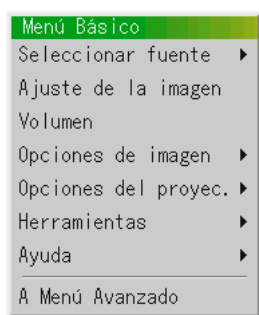 Menú Básico
Seleccionar fuente
Ajuste de la imagen
Volumen
Opciones de imagen
Opciones del proyec.
Herramientas
Ayuda
A Menú Avanzado